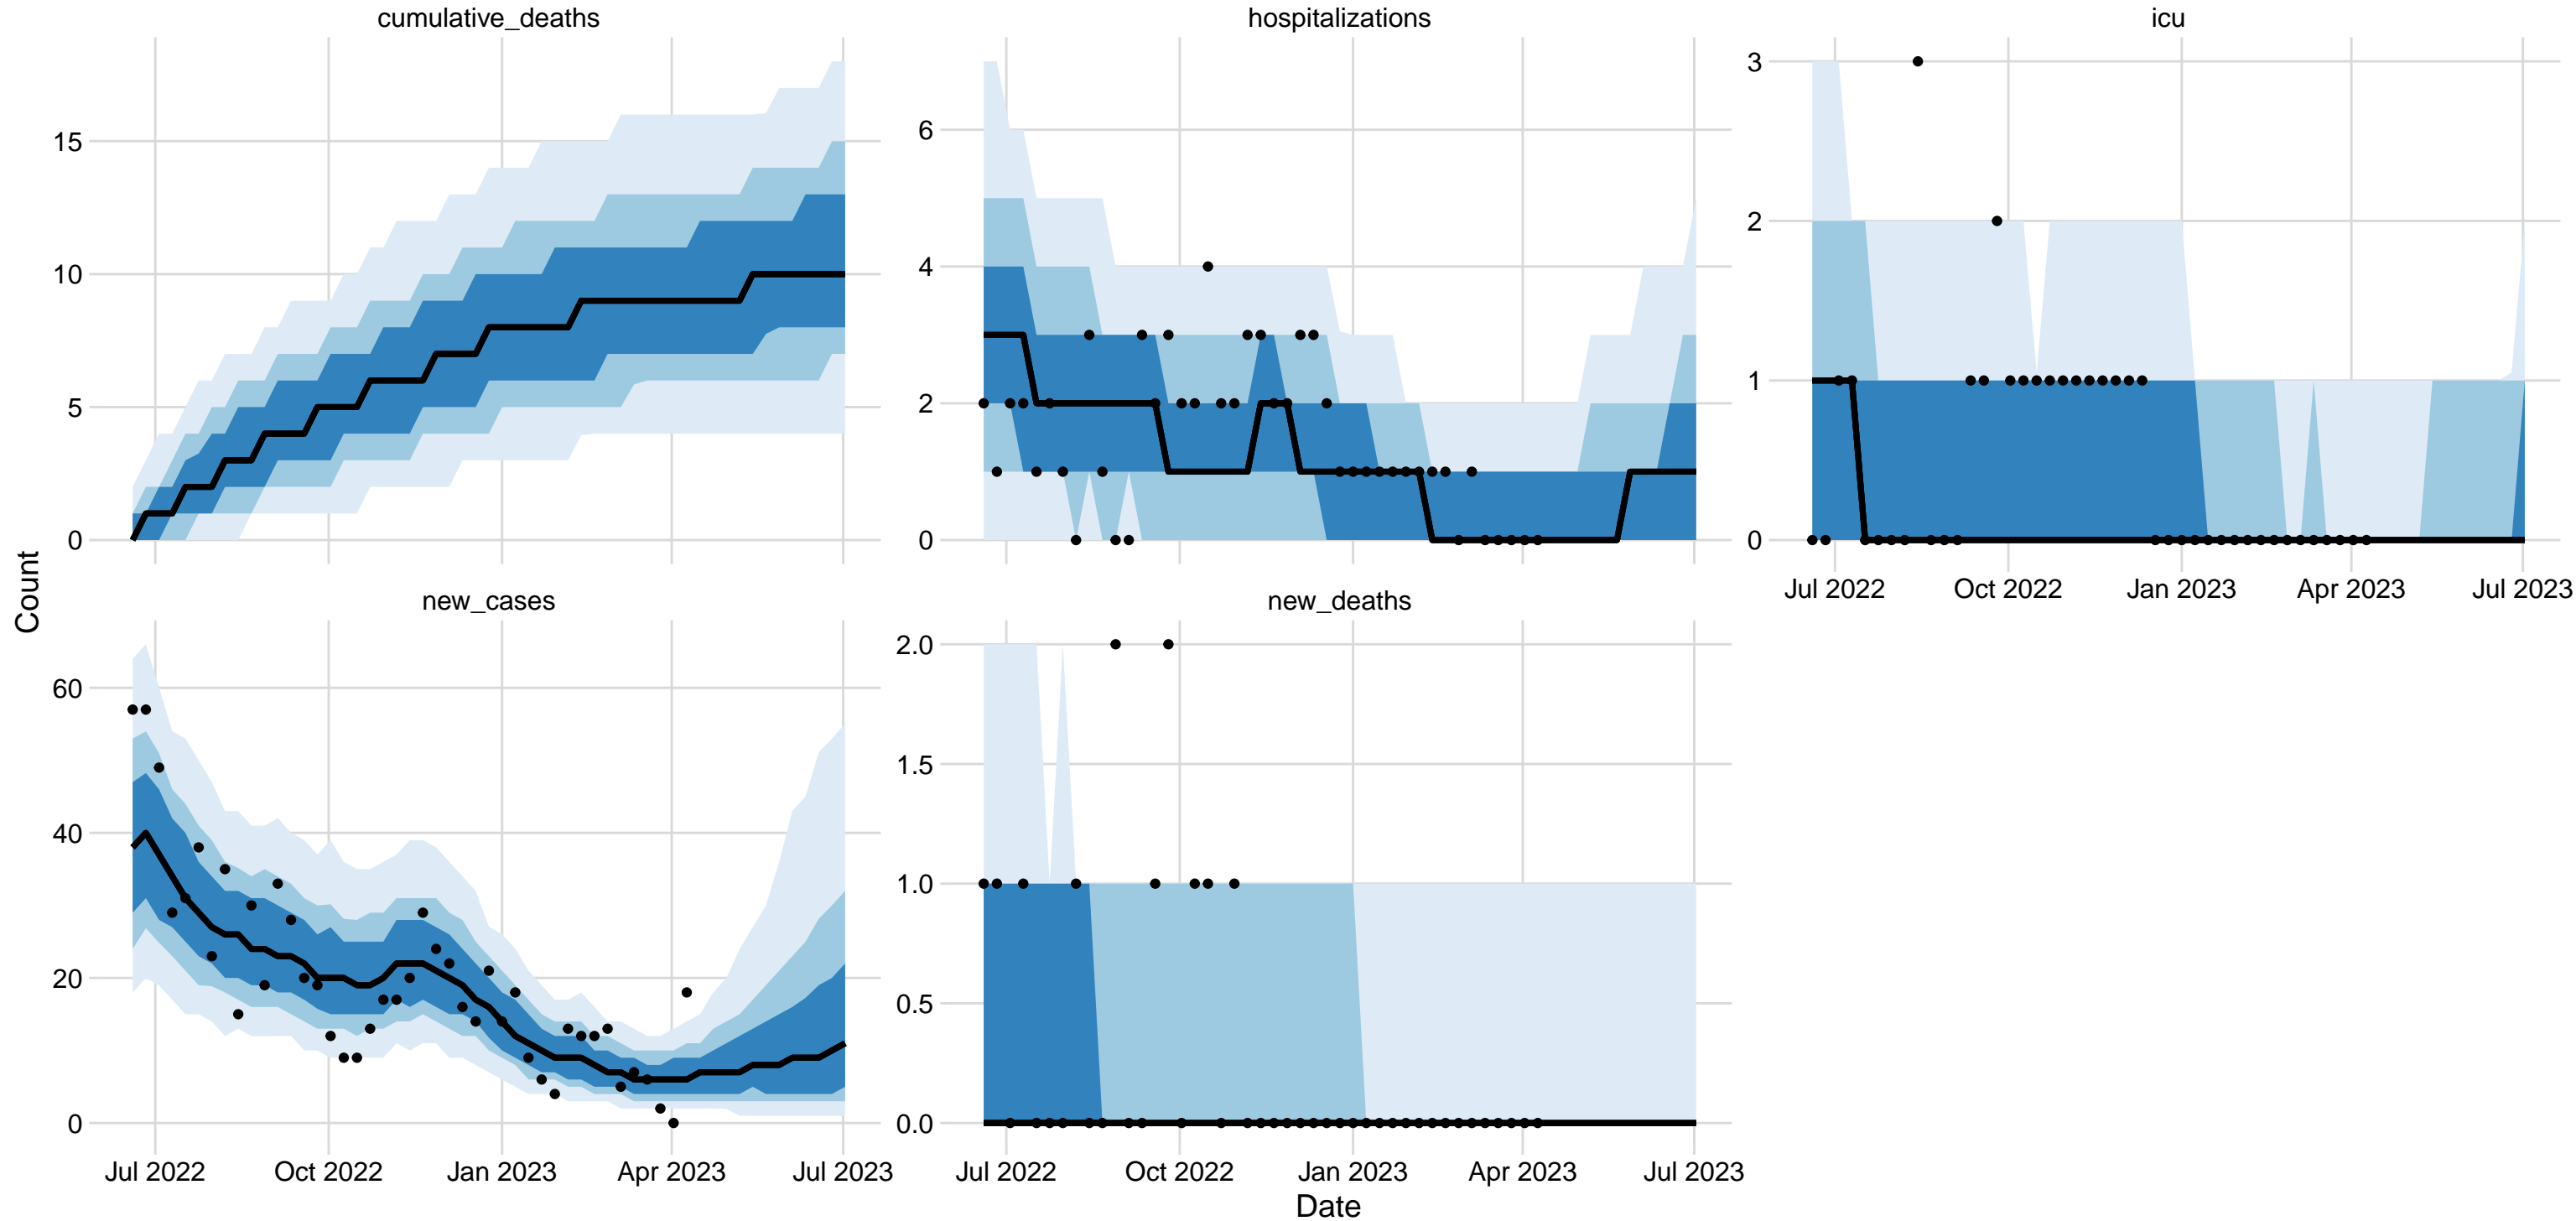 cumulative_deaths
hospitalizations
icu
15
10
5
0
6
4
2
0
3
2
1
0
Jul 2022 Oct 2022 Jan 2023 Apr 2023 Jul 2023
Count
new_cases
new_deaths
60
40
20
0
2.0
1.5
1.0
0.5
0.0
Jul 2022 Oct 2022 Jan 2023 Apr 2023 Jul 2023
Jul 2022 Oct 2022 Jan 2023 Apr 2023 Jul 2023
Date